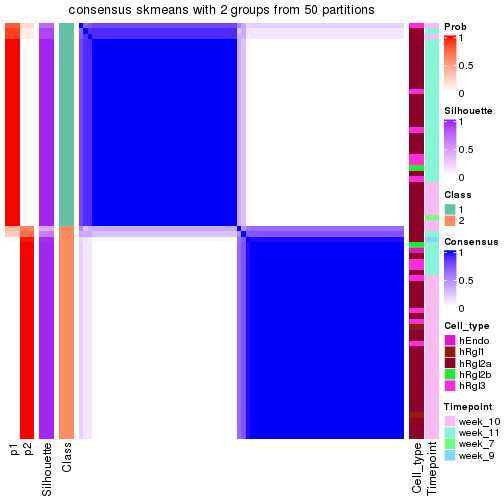 consensus skmeans with 2 groups from 50 partitions
Prob
1
0.5
0
Silhouette
1
0.5
0
Class
1
2
Consensus
1
0.5
0
Cell_type
hEndo
hRgl1
hRgl2a
hRgl2b
hRgl3
Timepoint
week_10
week_11
week_7
week_9
p1
p2
Silhouette
Class
Cell_type
Timepoint